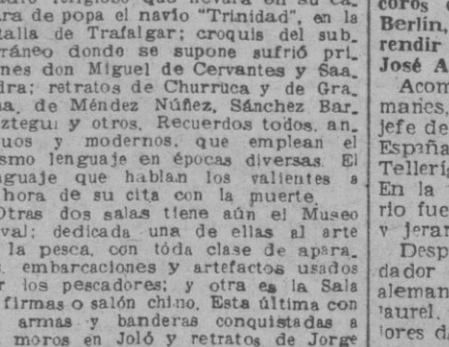 ra de popa el navío "Trinidad", en la
talla de Trafalgar; croquis del sub-
rráneo donde se supone sufrió pri-
nes don Miguel de Cervantes y Saa-
dra; retratos de Churruca y de Gra-
na, de Méndez Núñez, Sánchez Bar-
ztegui y otros. Recuerdos todos, an-
uos y modernos, que emplean el
smo lenguaje en épocas diversas. El
nguaje que hablan los valientes a
hora de su cita con la muerte.
Otras dos salas tiene aún el Museo
val; dedicada una de ellas al arte
la pesca, con toda clase de apara-
, embarcaciones y artefactos usados
r los pescadores; y otra es la Sala
firmas o salón chino. Esta última con
armas y banderas conquistadas a
moros en Joló y retratos de Jorge
coros
Berlín,
rendir
José A
Acom
manes,
jefe de
España
Tellerí
En la
rio fue
y jerar
Desp
dador
aleman
laurel.
lores d